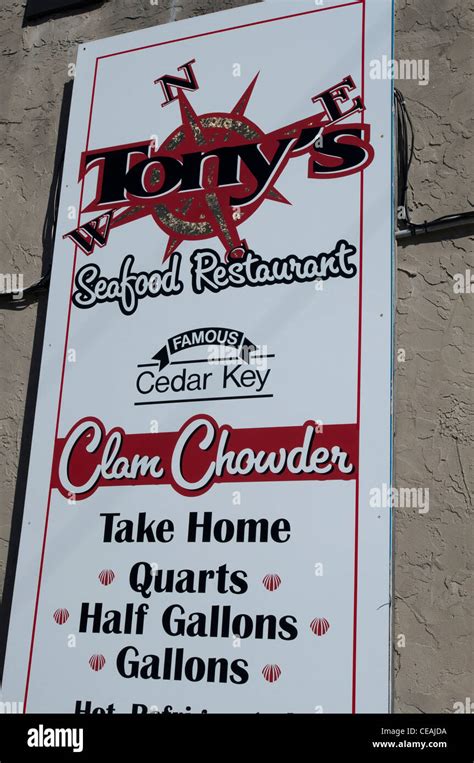 N
E
Tony's
W
Seafood Restaurant
FAMOUS
Cedar Key
Clam Chowder
Take Home
Quarts
Half Gallons
Gallons
alamy
Image ID: CEAJDA
www.alamy.com